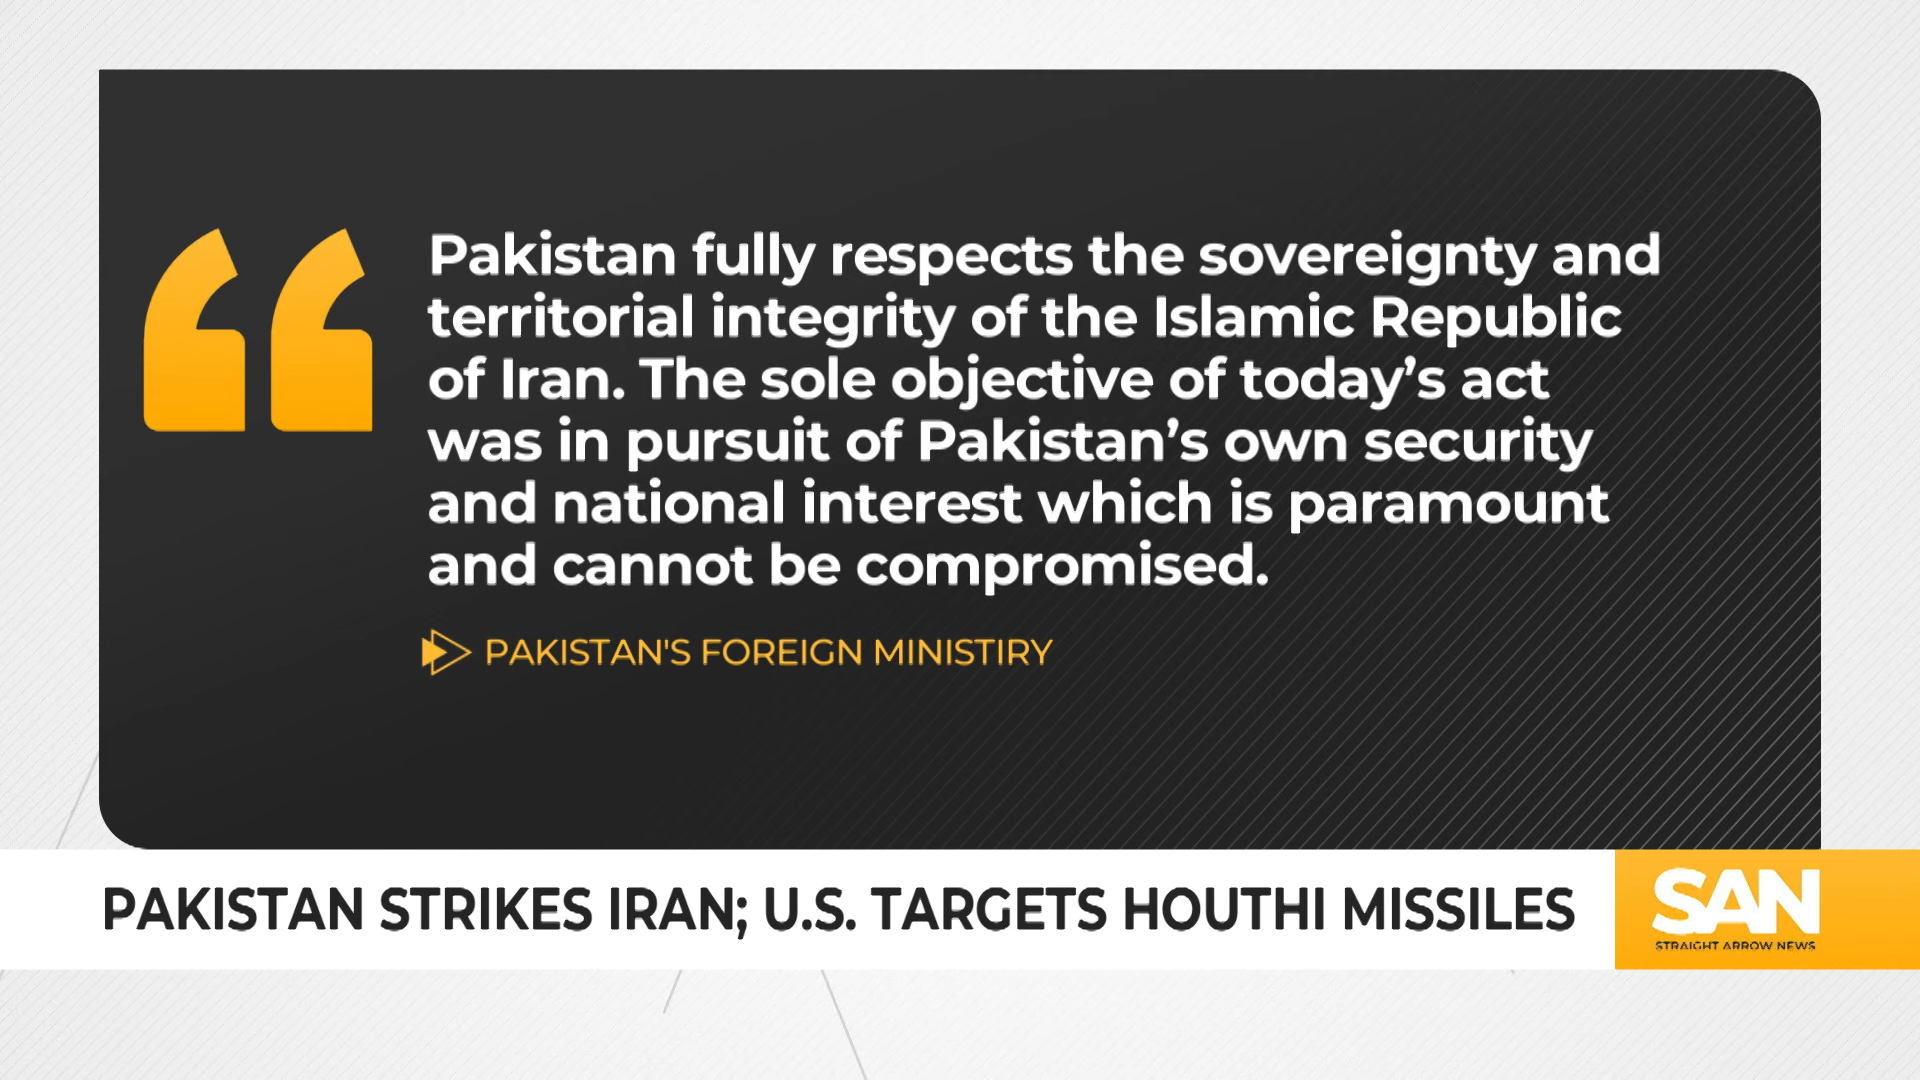 Pakistan fully respects the sovereignty and
territorial integrity of the Islamic Republic
of Iran. The sole objective of today’s act
was in pursuit of Pakistan’s own security
and national interest which is paramount
and cannot be compromised.
PAKISTAN'S FOREIGN MINISTIRY
PAKISTAN STRIKES IRAN; U.S. TARGETS HOUTHI MISSILES
SAN
STRAIGHT ARROW NEWS